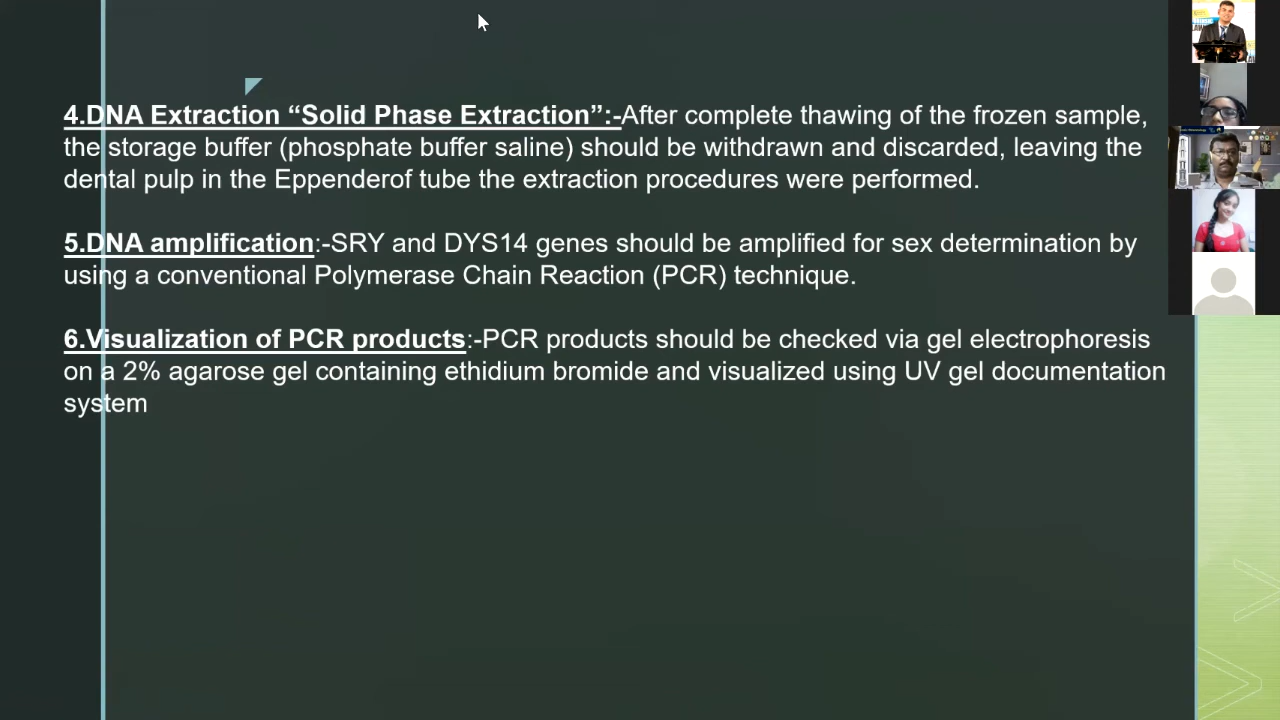 4.DNA Extraction “Solid Phase Extraction”:-After complete thawing of the frozen sample,
the storage buffer (phosphate buffer saline) should be withdrawn and discarded, leaving the
dental pulp in the Eppenderof tube the extraction procedures were performed.
5.DNA amplification:-SRY and DYS14 genes should be amplified for sex determination by
using a conventional Polymerase Chain Reaction (PCR) technique.
6.Visualization of PCR products:-PCR products should be checked via gel electrophoresis
on a 2% agarose gel containing ethidium bromide and visualized using UV gel documentation
system